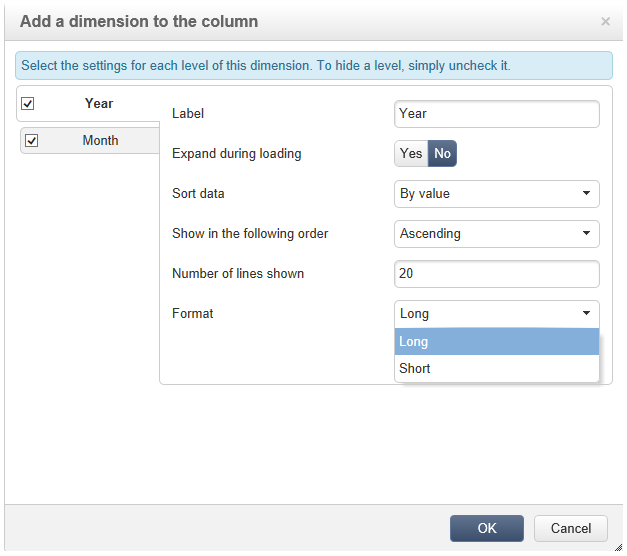 Add a dimension to the column
×
Select the settings for each level of this dimension. To hide a level, simply uncheck it.
Year
Month
Label Year
Expand during loading Yes No
Sort data By value
Show in the following order Ascending
Number of lines shown 20
Format Long
Long
Short
OK Cancel